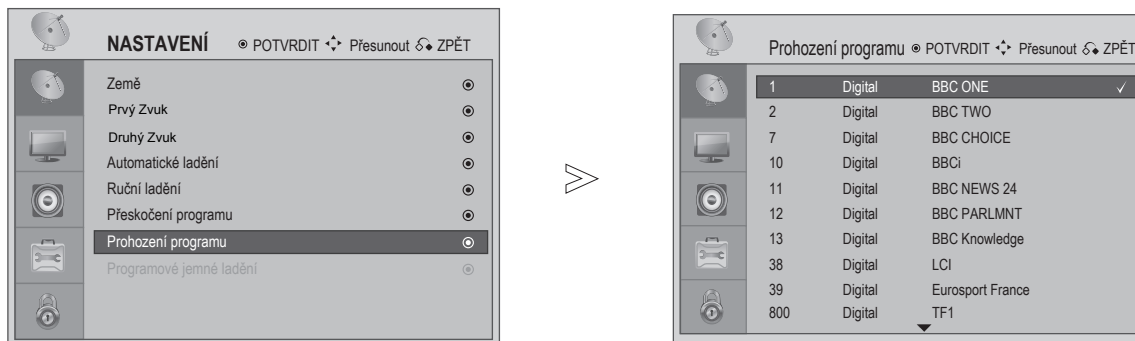 NASTAVENÍ ◉ POTVRDIT Přesunout ZPĚT
Země
Prvý Zvuk
Druhý Zvuk
Automatické ladění
Ruční ladění
Přeskočení programu
Prohození programu
Programové jemné ladění
>
Prohození programu ◉ POTVRDIT Přesunout ZPĚT
1 Digital BBC ONE ✓
2 Digital BBC TWO
7 Digital BBC CHOICE
10 Digital BBCi
11 Digital BBC NEWS 24
12 Digital BBC PARLMNT
13 Digital BBC Knowledge
38 Digital LCI
39 Digital Eurosport France
800 Digital TF1